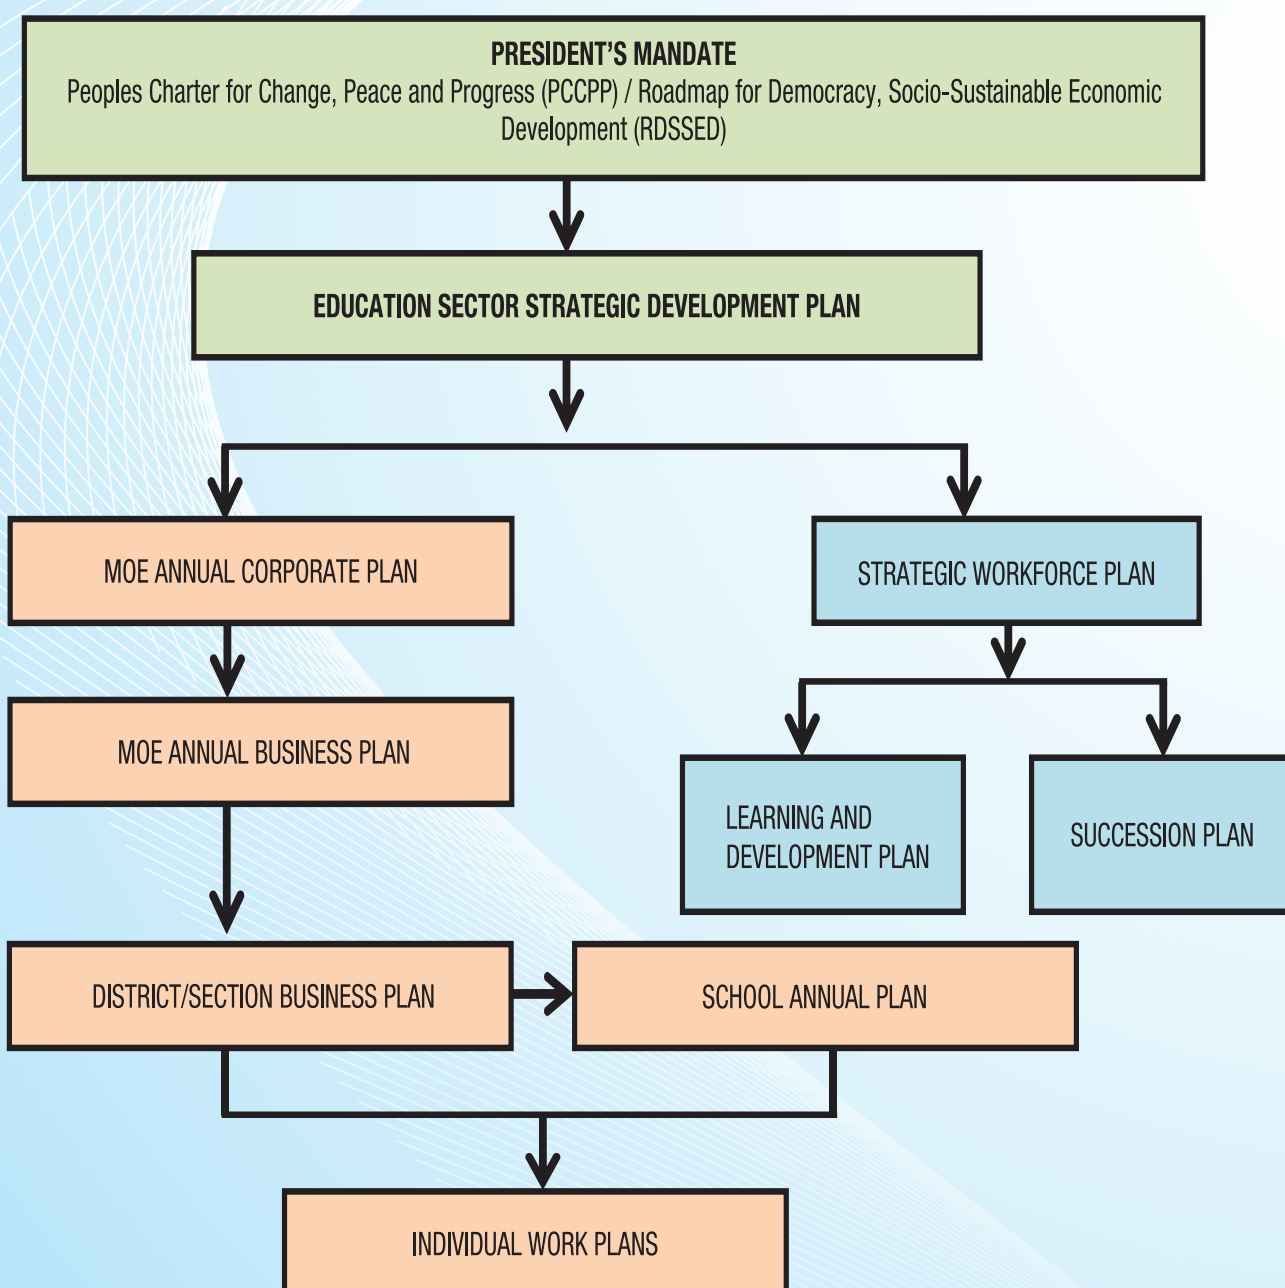 PRESIDENT’S MANDATE
Peoples Charter for Change, Peace and Progress (PCCPP) / Roadmap for Democracy, Socio-Sustainable Economic
Development (RDSSED)
EDUCATION SECTOR STRATEGIC DEVELOPMENT PLAN
MOE ANNUAL CORPORATE PLAN
STRATEGIC WORKFORCE PLAN
MOE ANNUAL BUSINESS PLAN
LEARNING AND
DEVELOPMENT PLAN
SUCCESSION PLAN
DISTRICT/SECTION BUSINESS PLAN
SCHOOL ANNUAL PLAN
INDIVIDUAL WORK PLANS